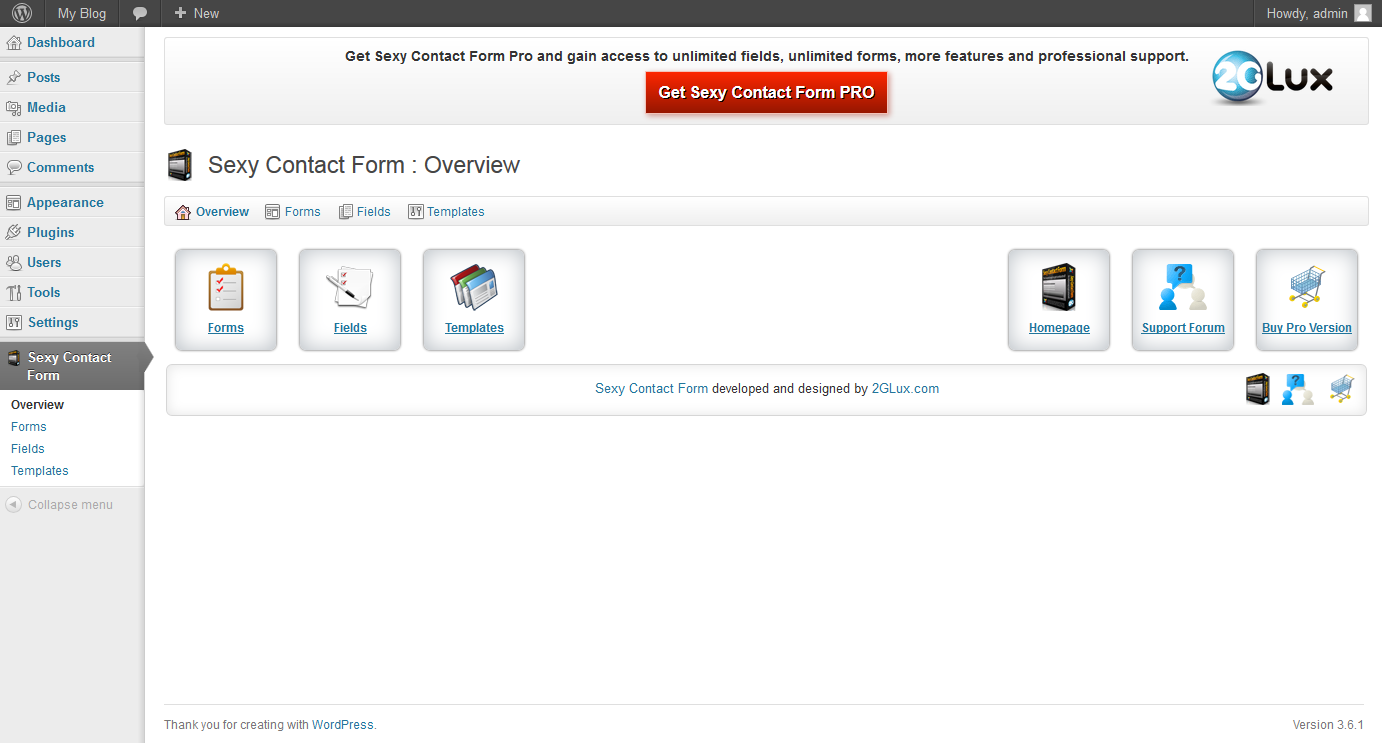 My Blog
New
Howdy, admin
Dashboard
Posts
Media
Pages
Comments
Appearance
Plugins
Users
Tools
Settings
Sexy Contact
Form
Overview
Forms
Fields
Templates
Collapse menu
Get Sexy Contact Form Pro and gain access to unlimited fields, unlimited forms, more features and professional support.
Get Sexy Contact Form PRO
2GLux
Sexy Contact Form : Overview
Overview Forms Fields Templates
Forms Fields Templates Homepage Support Forum Buy Pro Version
Sexy Contact Form developed and designed by 2GLux.com
Thank you for creating with WordPress.
Version 3.6.1